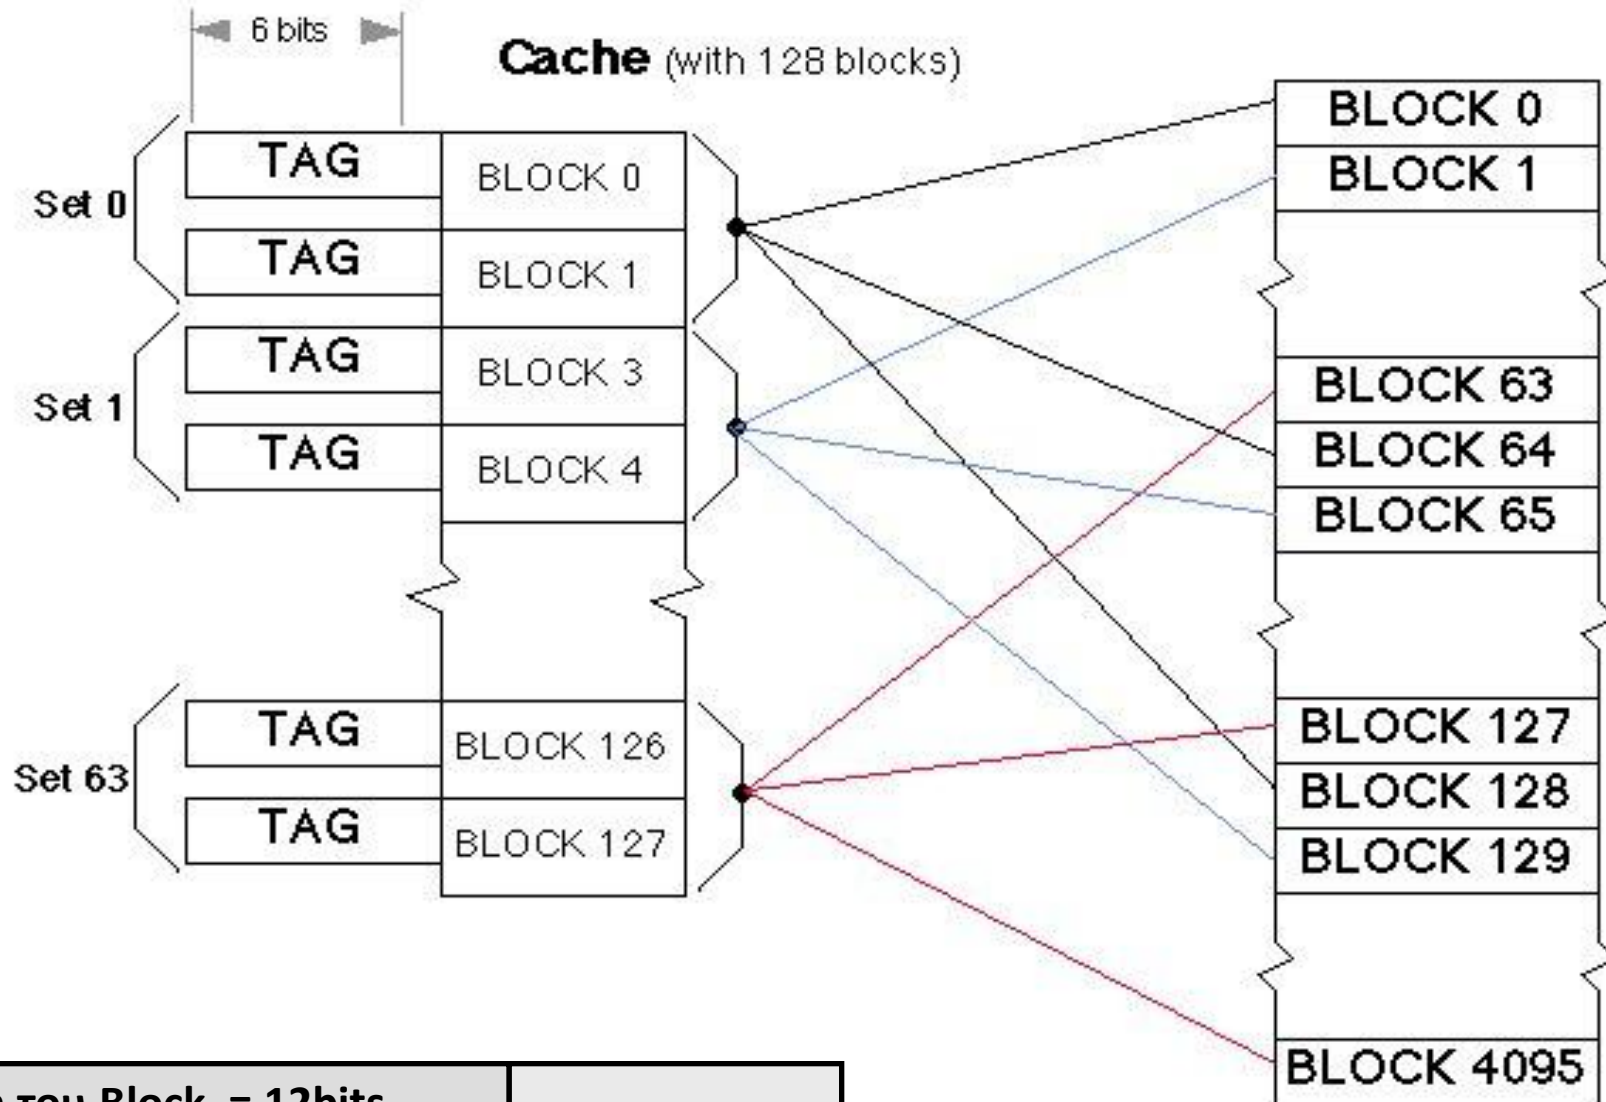 6 bits
Cache (with 128 blocks)
Set 0
TAG
BLOCK 0
TAG
BLOCK 1
Set 1
TAG
BLOCK 3
TAG
BLOCK 4
Set 63
TAG
BLOCK 126
TAG
BLOCK 127
BLOCK 0
BLOCK 1
BLOCK 63
BLOCK 64
BLOCK 65
BLOCK 127
BLOCK 128
BLOCK 129
BLOCK 4095
του Block = 12bits